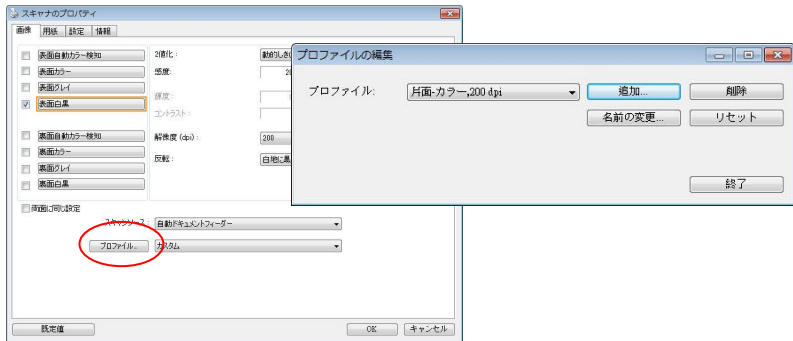 スキャナのプロパティ
画像 用紙 設定 情報
表面自動カラー検知
表面カラー
表面グレイ
表面白黒
裏面自動カラー検知
裏面カラー
裏面グレイ
裏面白黒
2値化:
感度:
輝度:
コントラスト:
解像度 (dpi):
200
反転:
両面に同じ設定
スキャンソース:
自動ドキュメントフィーダー
プロファイル...
カスタム
既定値
OK
キャンセル
プロファイルの編集
プロファイル:
片面-カラー,200 dpi
追加...
削除
名前の変更...
リセット
終了